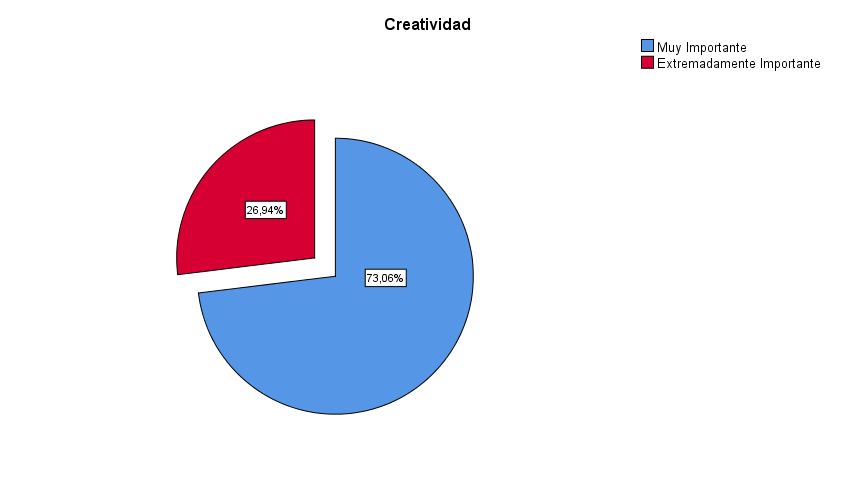 Creatividad
Muy Importante
Extremadamente Importante
26,94%
73,06%